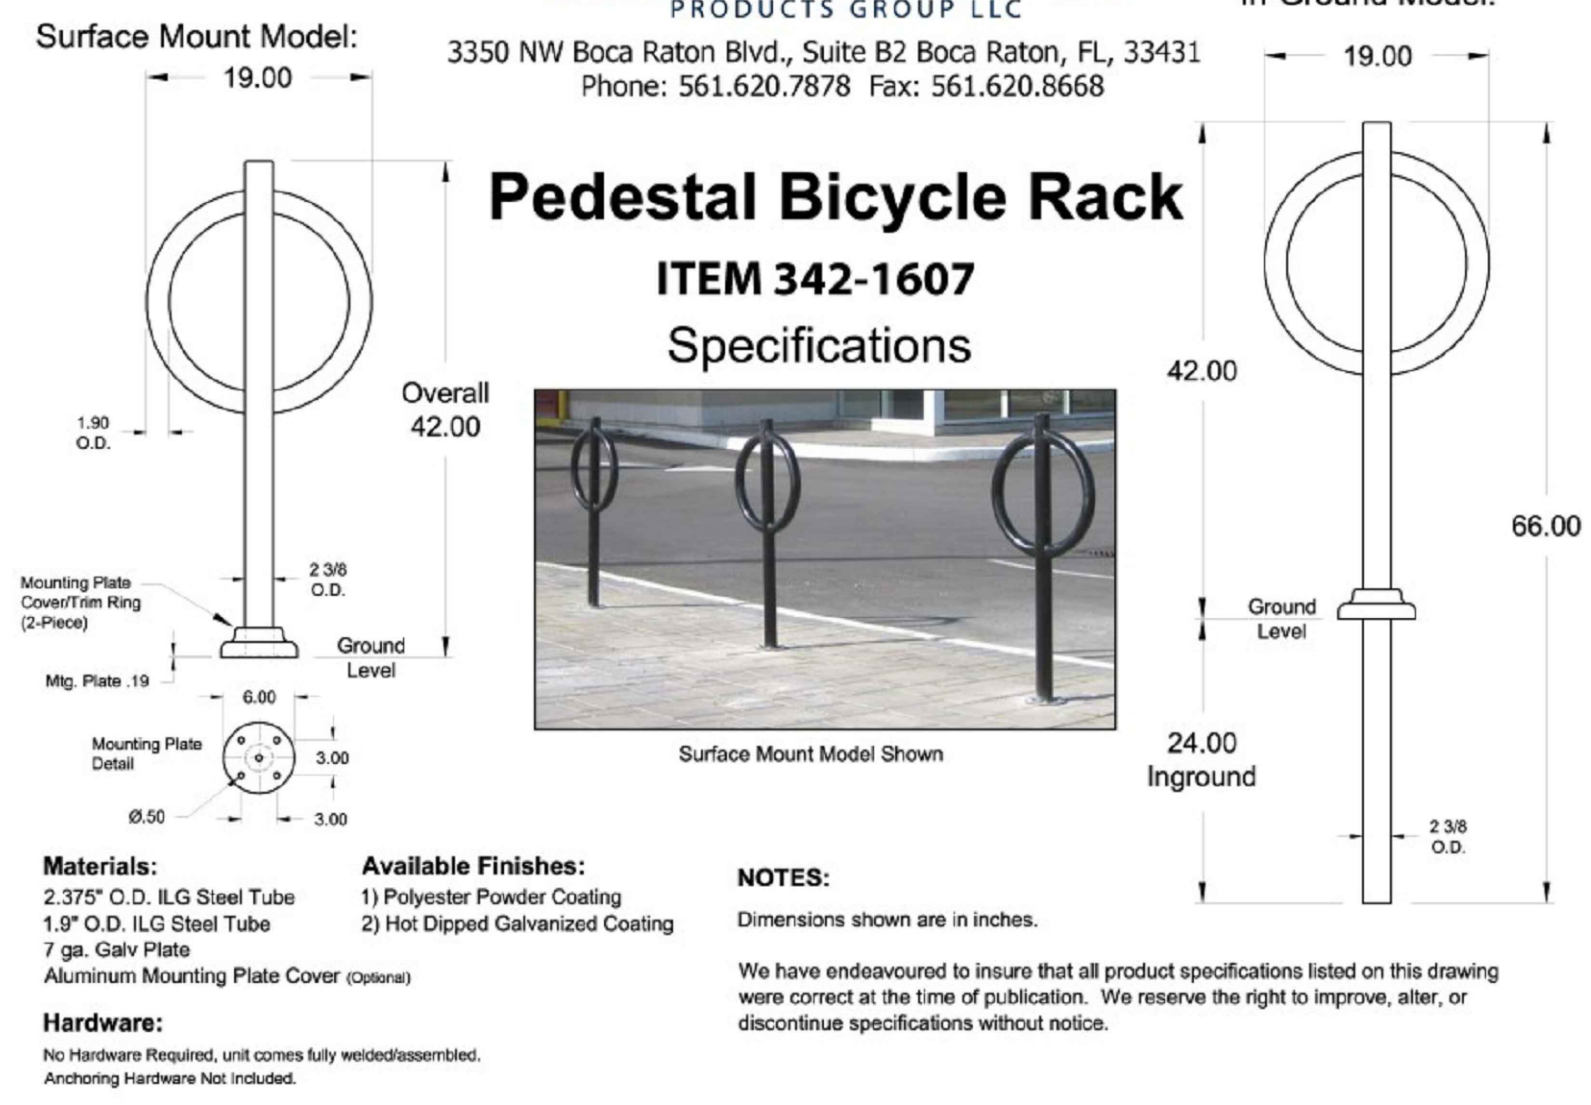 PRODUCTS GROUP LLC
3350 NW Boca Raton Blvd., Suite B2 Boca Raton, FL, 33431
Phone: 561.620.7878 Fax: 561.620.8668
Pedestal Bicycle Rack
ITEM 342-1607
Specifications
Surface Mount Model Shown
Surface Mount Model:
19.00
Overall
42.00
1.90
O.D.
2 3/8
O.D.
Mounting Plate
Cover/Trim Ring
(2-Piece)
Ground
Level
Mtg. Plate .19
6.00
Mounting Plate
Detail
3.00
Ø.50
3.00
In-Ground Model:
19.00
42.00
66.00
Ground
Level
24.00
Inground
2 3/8
O.D.
Materials:
2.375" O.D. ILG Steel Tube
1.9" O.D. ILG Steel Tube
7 ga. Galv Plate
Aluminum Mounting Plate Cover (Optional)
Hardware:
No Hardware Required, unit comes fully welded/assembled.
Anchoring Hardware Not Included.
Available Finishes:
1) Polyester Powder Coating
2) Hot Dipped Galvanized Coating
NOTES:
Dimensions shown are in inches.
We have endeavoured to insure that all product specifications listed on this drawing
were correct at the time of publication. We reserve the right to improve, alter, or
discontinue specifications without notice.